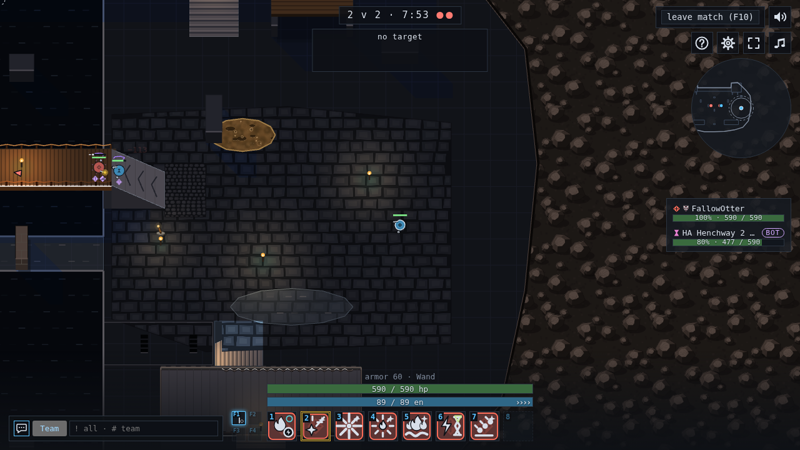 2 v 2 · 7:53
leave match (F10)
no target
FallowOtter
100% · 590 / 590
HA Henchway 2 … BOT
80% · 477 / 590
armor 60 · Wand
590 / 590 hp
89 / 89 en ››››
1 2 3 4 5 6 7 8
Team ! all · # team